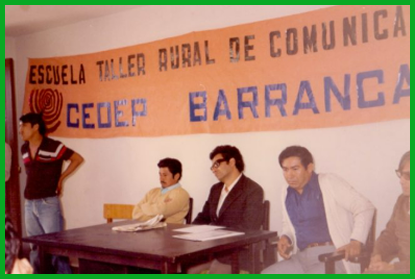 ESCUELA TALLER RURAL DE COMUNICA
CEDEP BARRANCA